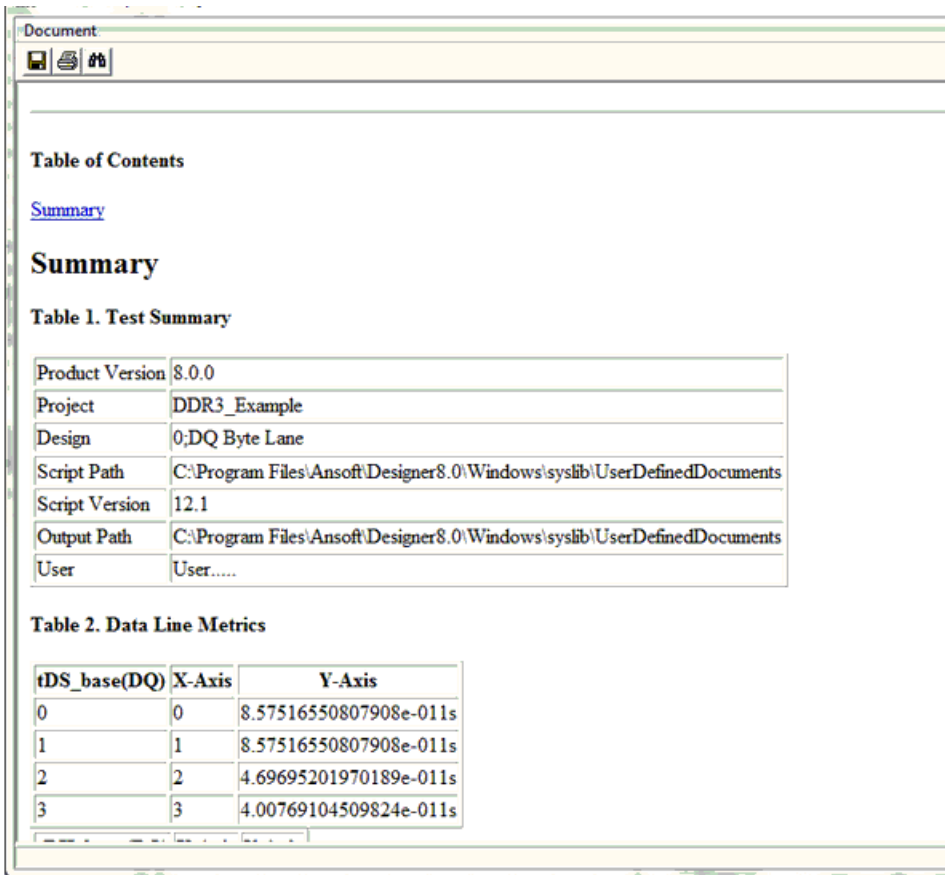 Document
Table of Contents
Summary
Summary
Table 1. Test Summary
Product Version 8.0.0
Project DDR3_Example
Design 0;DQ Byte Lane
Script Path C:\Program Files\Ansoft\Designer8.0\Windows\syslib\UserDefinedDocuments
Script Version 12.1
Output Path C:\Program Files\Ansoft\Designer8.0\Windows\syslib\UserDefinedDocuments
User User.....
Table 2. Data Line Metrics
tDS_base(DQ) X-Axis Y-Axis
0 0 8.57516550807908e-011s
1 1 8.57516550807908e-011s
2 2 4.69695201970189e-011s
3 3 4.00769104509824e-011s